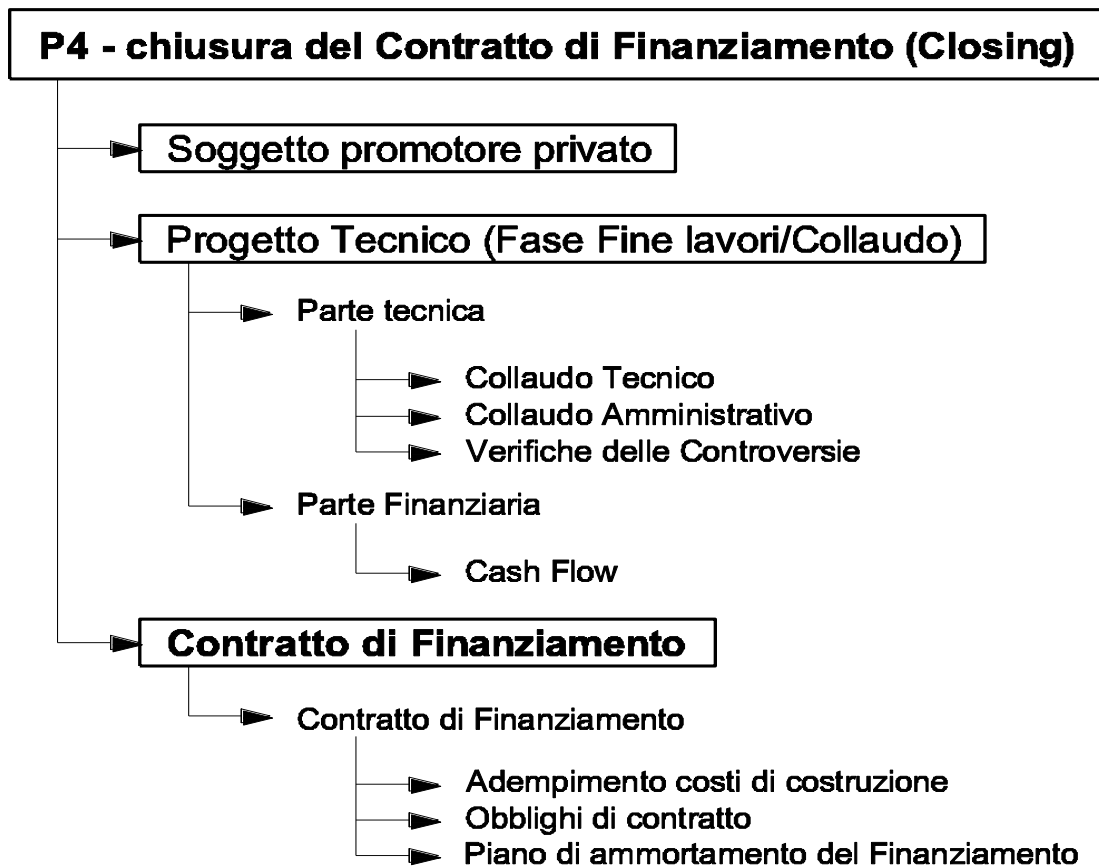 P4 - chiusura del Contratto di Finanziamento (Closing)
Soggetto promotore privato
Progetto Tecnico (Fase Fine lavori/Collaudo)
Parte tecnica
Collaudo Tecnico
Collaudo Amministrativo
Verifiche delle Controversie
Parte Finanziaria
Cash Flow
Contratto di Finanziamento
Contratto di Finanziamento
Adempimento costi di costruzione
Obblighi di contratto
Piano di ammortamento del Finanziamento